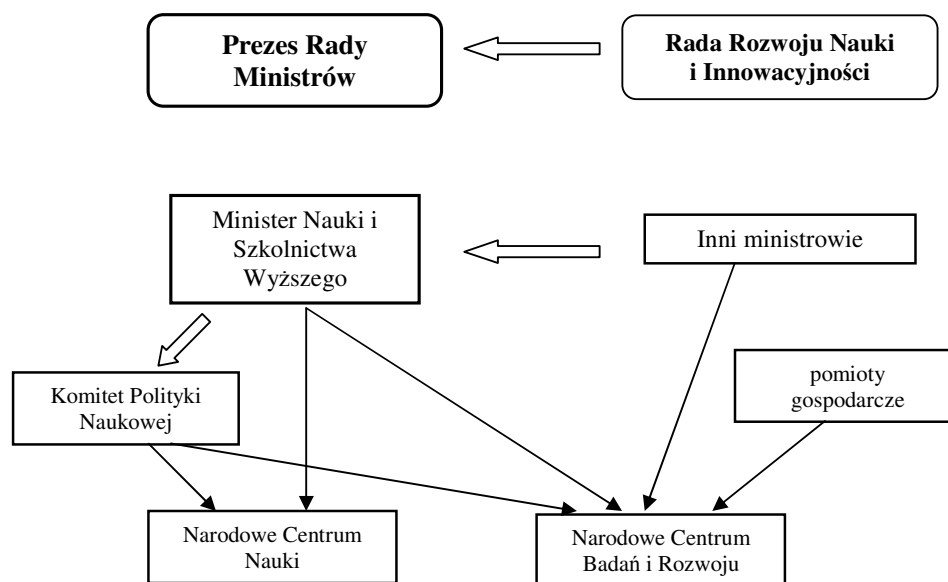 Prezes Rady
Ministrów
Rada Rozwoju Nauki
i Innowacyjności
Minister Nauki i
Szkolnictwa
Wyższego
Inni ministrowie
Komitet Polityki
Naukowej
pomioty
gospodarcze
Narodowe Centrum
Nauki
Narodowe Centrum
Badań i Rozwoju